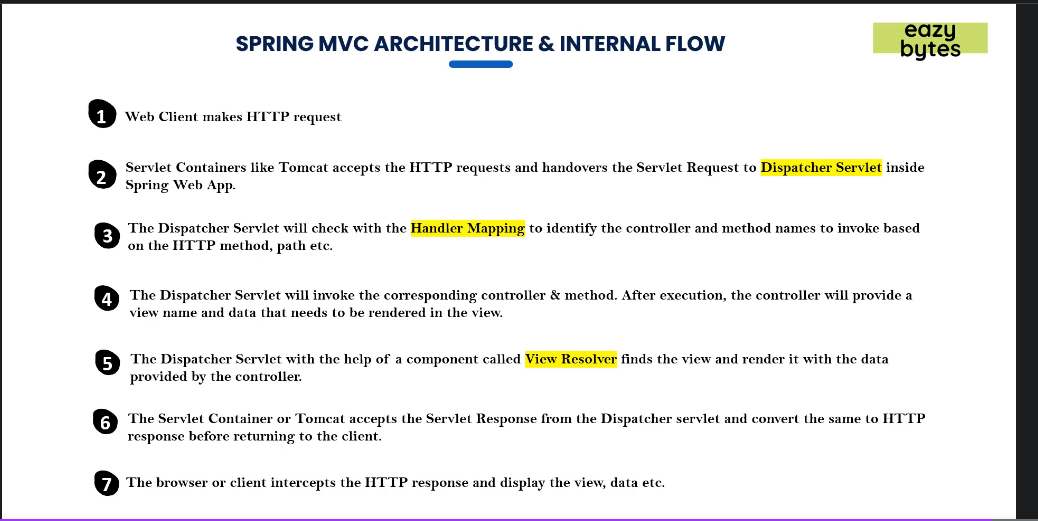 SPRING MVC ARCHITECTURE & INTERNAL FLOW
eazy
bytes
1 Web Client makes HTTP request
2 Servlet Containers like Tomcat accepts the HTTP requests and handovers the Servlet Request to Dispatcher Servlet inside
Spring Web App.
3 The Dispatcher Servlet will check with the Handler Mapping to identify the controller and method names to invoke based
on the HTTP method, path etc.
4 The Dispatcher Servlet will invoke the corresponding controller & method. After execution, the controller will provide a
view name and data that needs to be rendered in the view.
5 The Dispatcher Servlet with the help of a component called View Resolver finds the view and render it with the data
provided by the controller.
6 The Servlet Container or Tomcat accepts the Servlet Response from the Dispatcher servlet and convert the same to HTTP
response before returning to the client.
7 The browser or client intercepts the HTTP response and display the view, data etc.